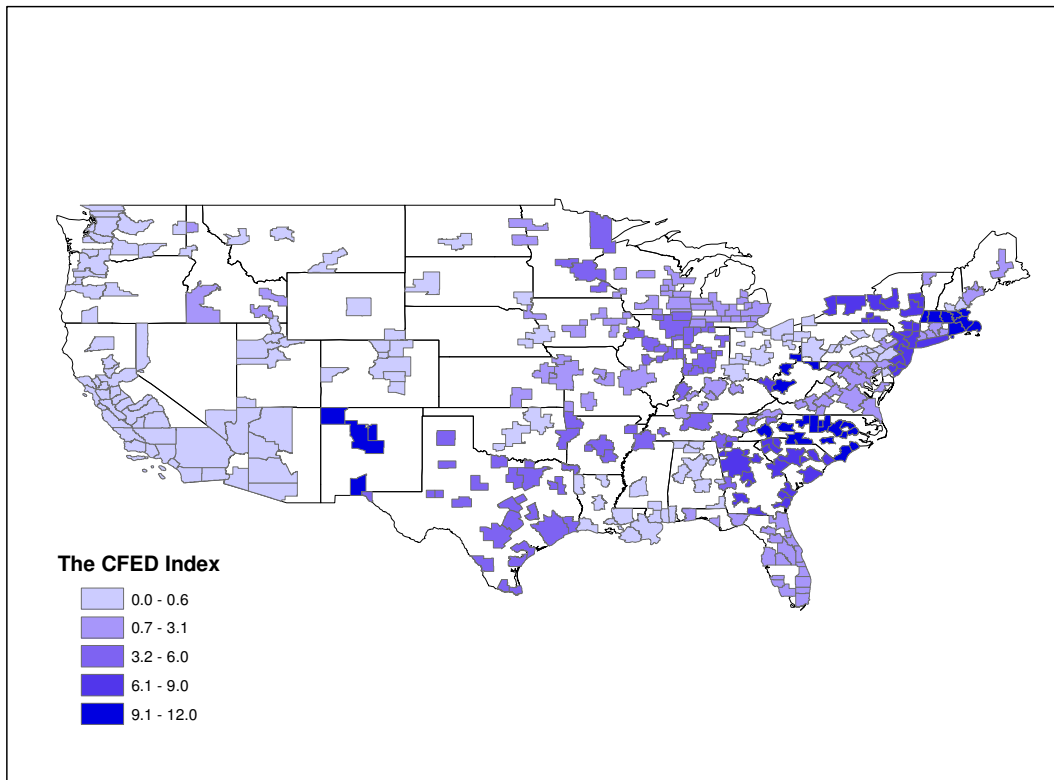 The CFED Index
0.0 - 0.6
0.7 - 3.1
3.2 - 6.0
6.1 - 9.0
9.1 - 12.0